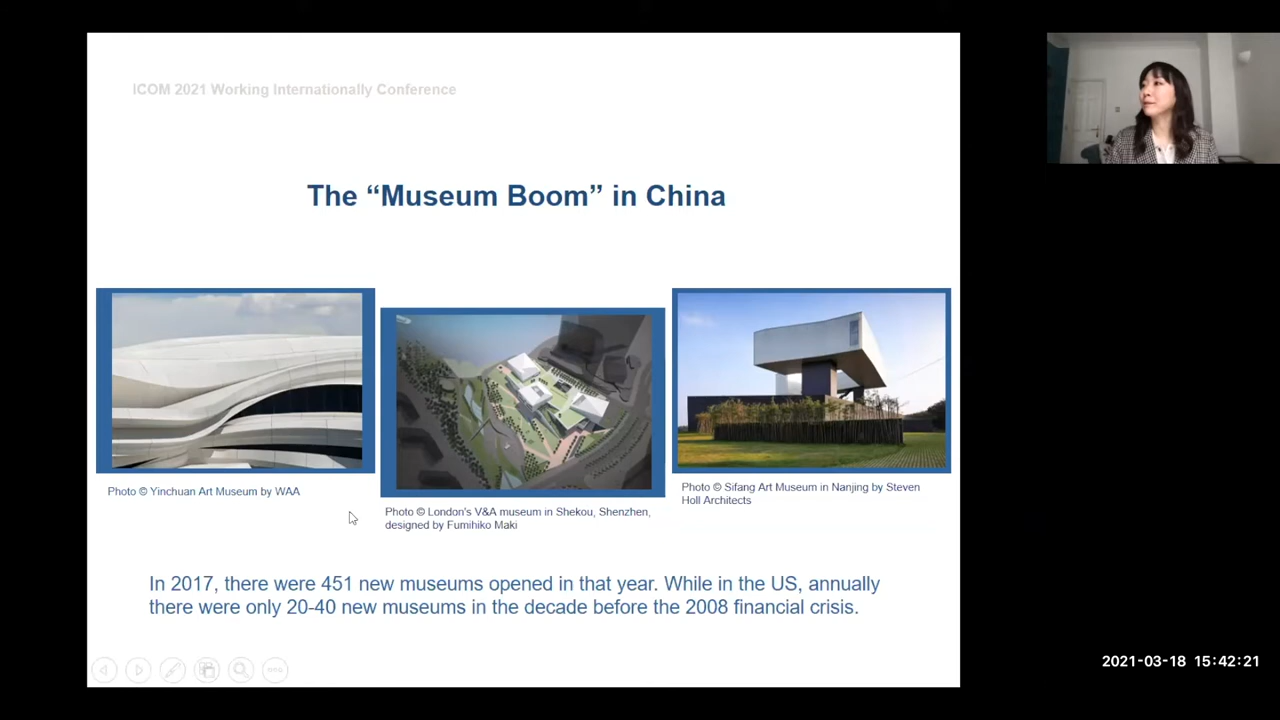 ICOM 2021 Working Internationally Conference
The “Museum Boom” in China
Photo © Yinchuan Art Museum by WAA
Photo © London's V&A museum in Shekou, Shenzhen,
designed by Fumihiko Maki
Photo © Sifang Art Museum in Nanjing by Steven
Holl Architects
In 2017, there were 451 new museums opened in that year. While in the US, annually
there were only 20-40 new museums in the decade before the 2008 financial crisis.
2021-03-18 15:42:21